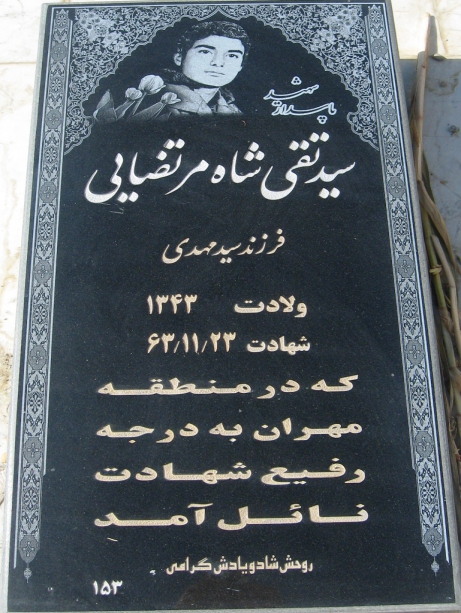 شهید
پاسدار
سید تقی شاه مرتضایی
فرزند سید مهدی
ولادت ۱۳۴۳
شهادت ۶۳/۱۱/۲۳
که در منطقه
مهران به درجه
رفیع شهادت
نائل آمد
روحش شاد و یادش گرامی
۱۵۳